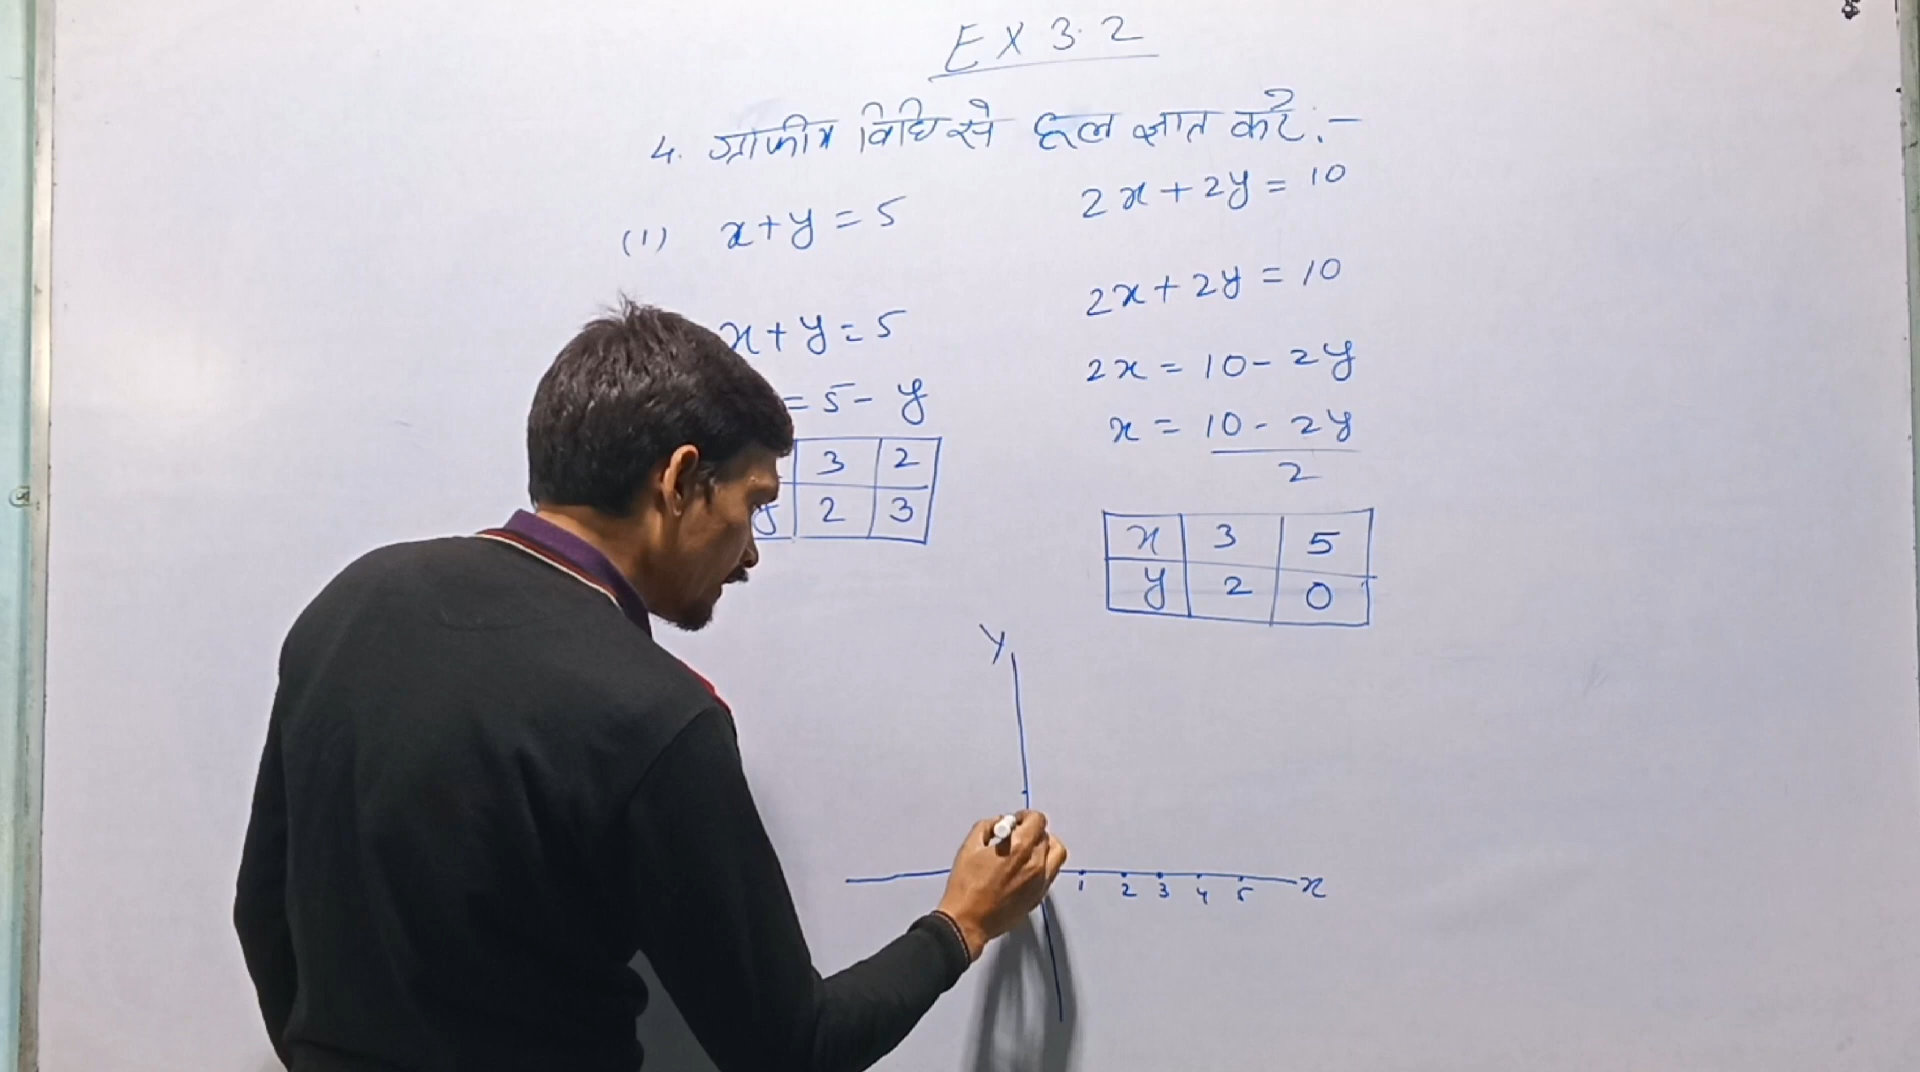 EX 3.2
4. ग्राफीय विधि से हल ज्ञात करें :-
(1) x+y = 5 2x+2y = 10
x+y = 5
= 5- y
3 2
y 2 3
2x+2y = 10
2x = 10-2y
x = 10-2y
2
x 3 5
y 2 0
y
1 2 3 4 5 x